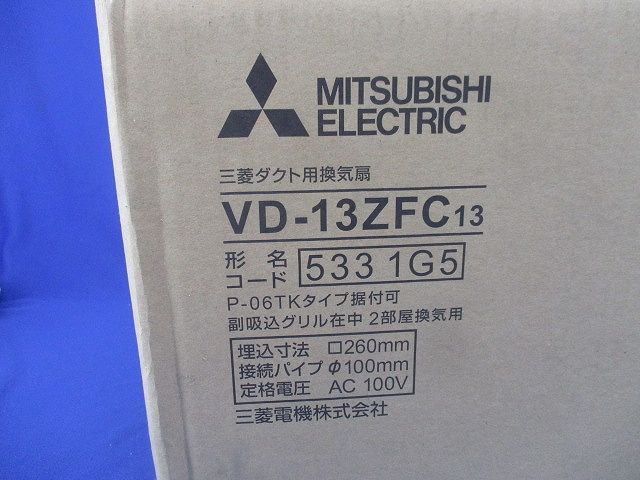 MITSUBISHI
ELECTRIC
三菱ダクト用換気扇
VD-13ZFC13
形名
コード 533 1G5
P-06TKタイプ据付可
副吸込グリル在中 2部屋換気用
埋込寸法 □260mm
接続パイプ φ100mm
定格電圧 AC 100V
三菱電機株式会社